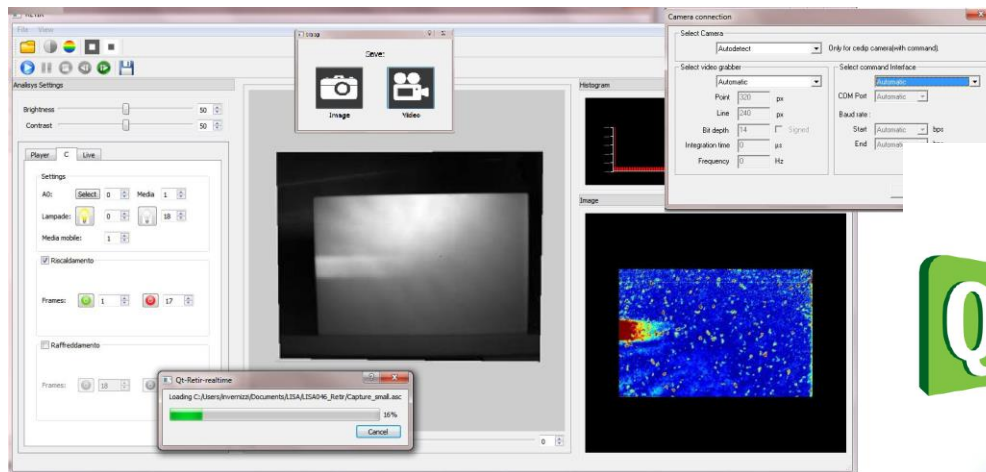 RETIR
File View
Analisys Settings
Brightness 50
Contrast 50
Player C Live
Settings
A0: Select 0 Media 1
Lampade: 0 18
Media mobile: 1
Riscaldamento
Frames: 1 17
Raffreddamento
Frames: 18
Save:
Image Video
Qt-Retir-realtime
Loading C:/Users/invernizzi/Documents/LISA/LISA046_Retir/Capture_small.asc
16%
Cancel
0
Histogram
Image
Camera connection
Select Camera
Autodetect Only for cedip camera(with command).
Select video grabber
Automatic
Point 320 px
Line 240 px
Bit depth 14 Signed
Integration time 0 µs
Frequency 0 Hz
Select command Interface
Automatic
COM Port Automatic
Baud rate:
Start Automatic bps
End Automatic
Q